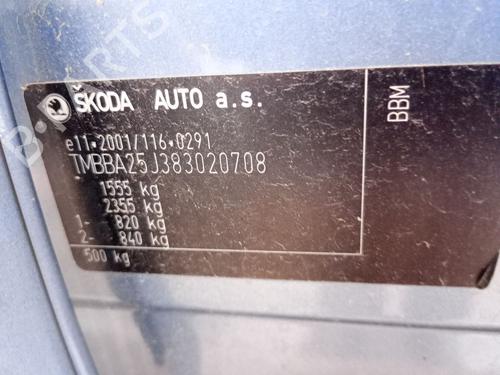 ŠKODA AUTO a.s.
e11*2001/116*0291
TMBBA25J383020708
1555 kg
2355 kg
1- 820 kg
2- 840 kg
500 kg
BBM
B-PARTS